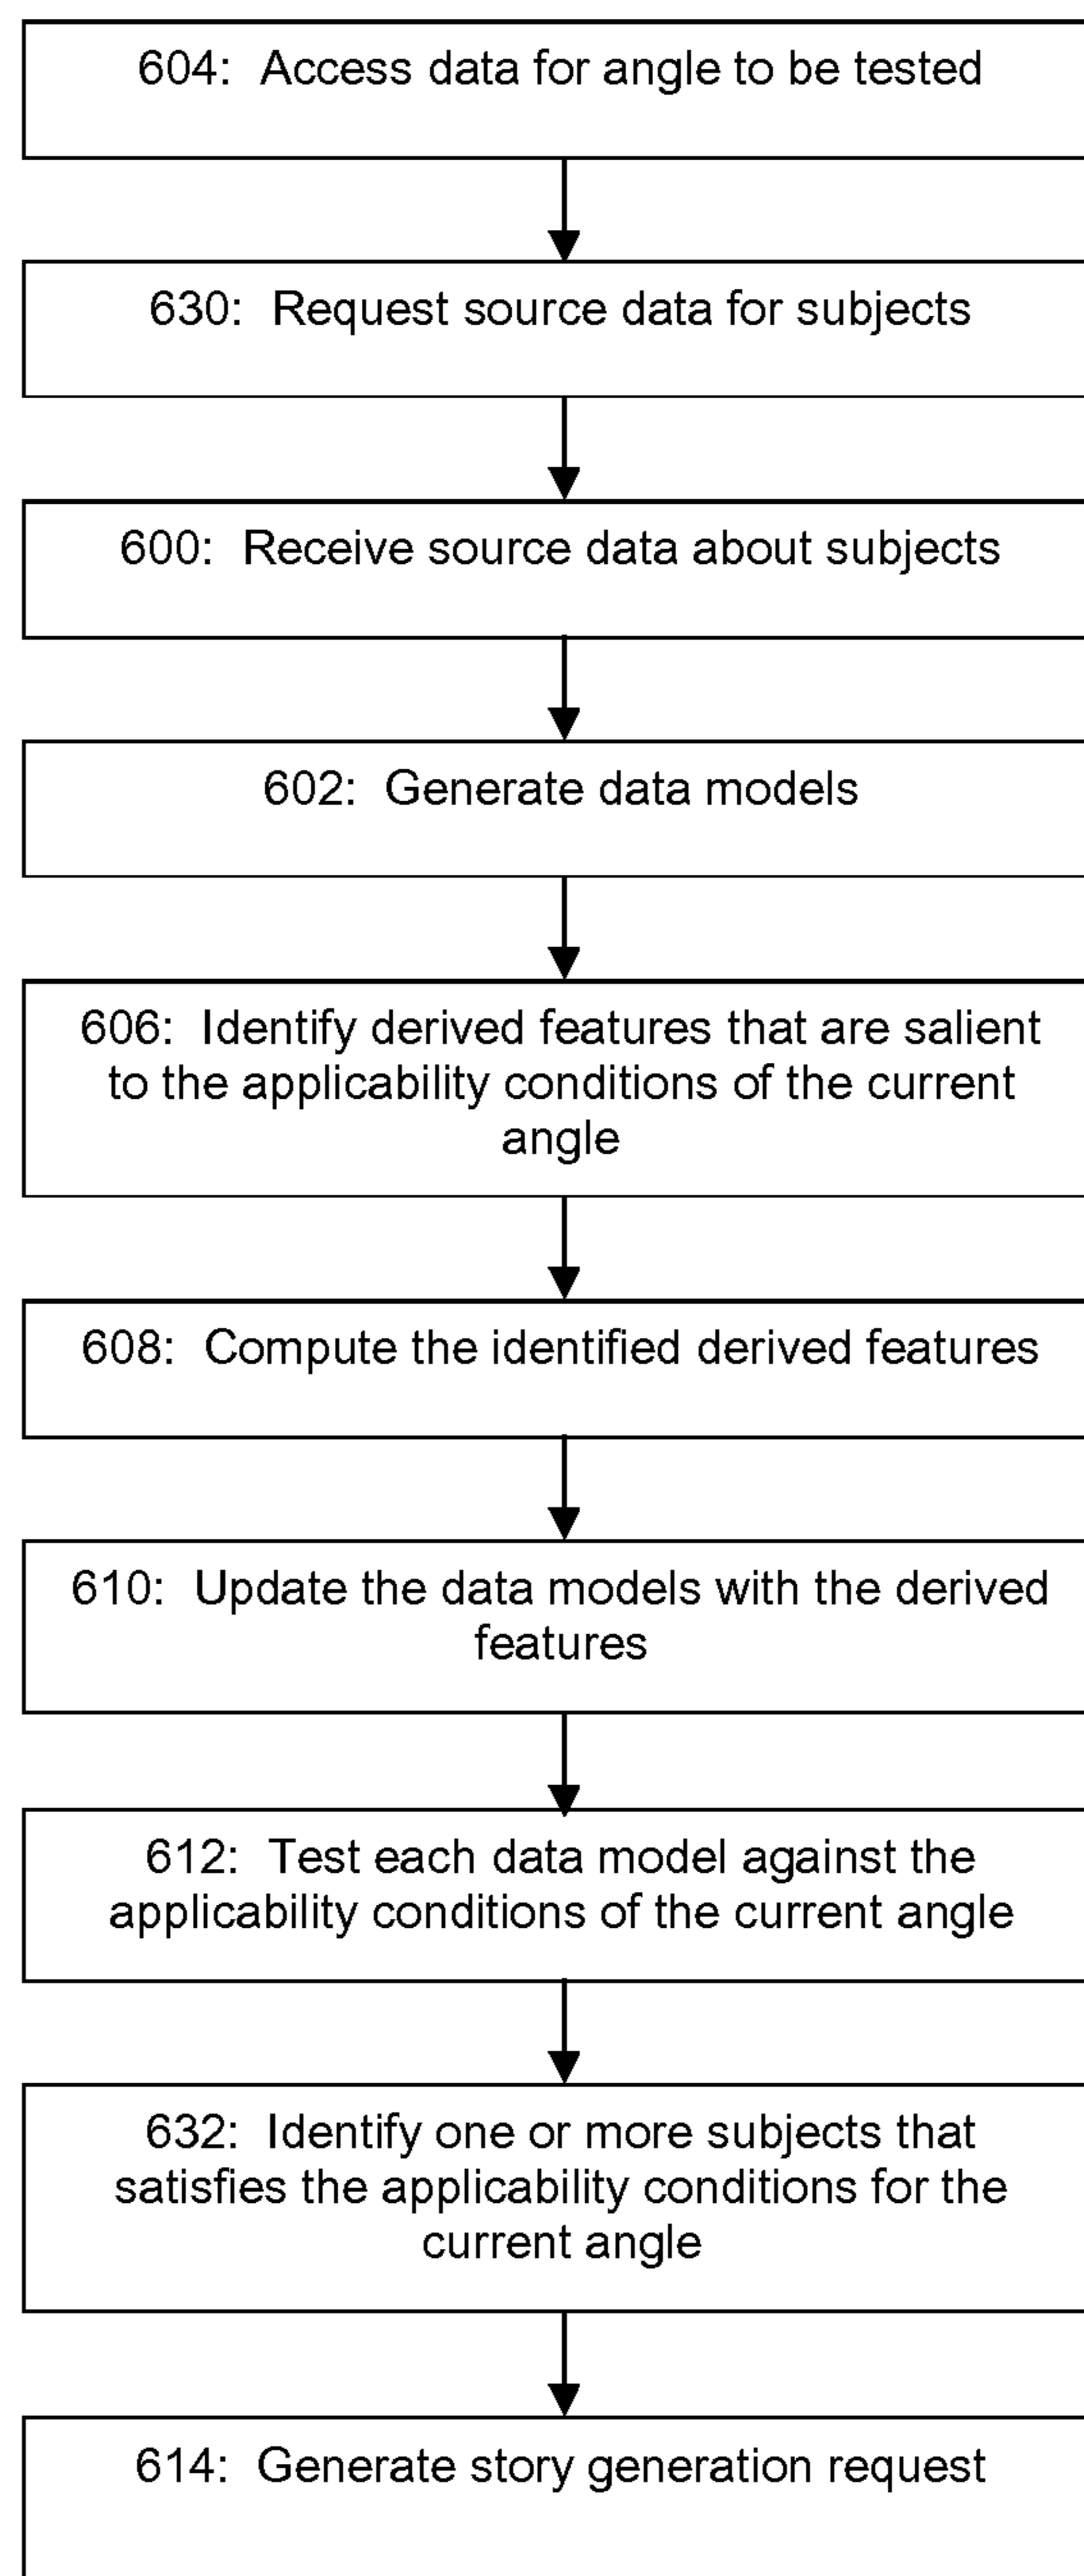 604: Access data for angle to be tested
630: Request source data for subjects
600: Receive source data about subjects
602: Generate data models
606: Identify derived features that are salient
to the applicability conditions of the current
angle
608: Compute the identified derived features
610: Update the data models with the derived
features
612: Test each data model against the
applicability conditions of the current angle
632: Identify one or more subjects that
satisfies the applicability conditions for the
current angle
614: Generate story generation request